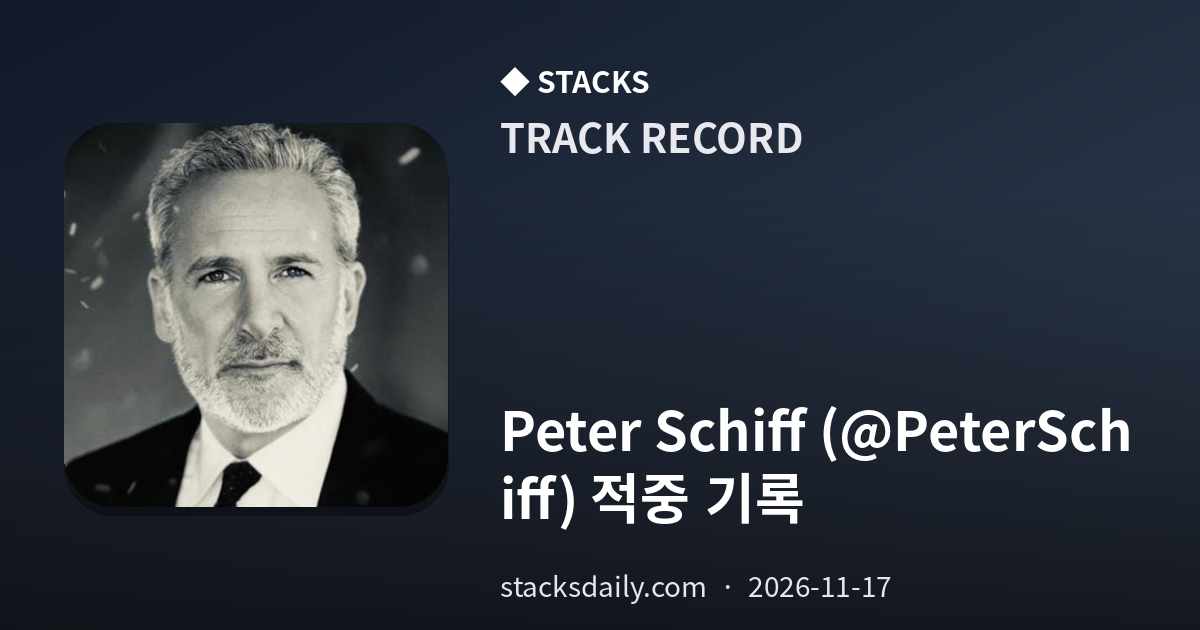 ◆ STACKS
TRACK RECORD
Peter Schiff (@PeterSch
iff) 적중 기록
stacksdaily.com · 2026-11-17